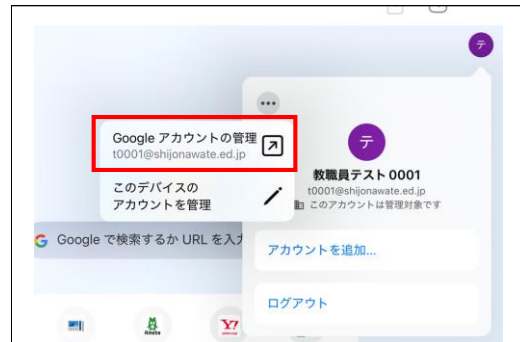 テ
Google アカウントの管理
t0001@shijonawate.ed.jp
このデバイスの
アカウントを管理
テ
教職員テスト 0001
t0001@shijonawate.ed.jp
このアカウントは管理対象です
G Google で検索するか URL を入力
アカウントを追加...
ログアウト
Y!